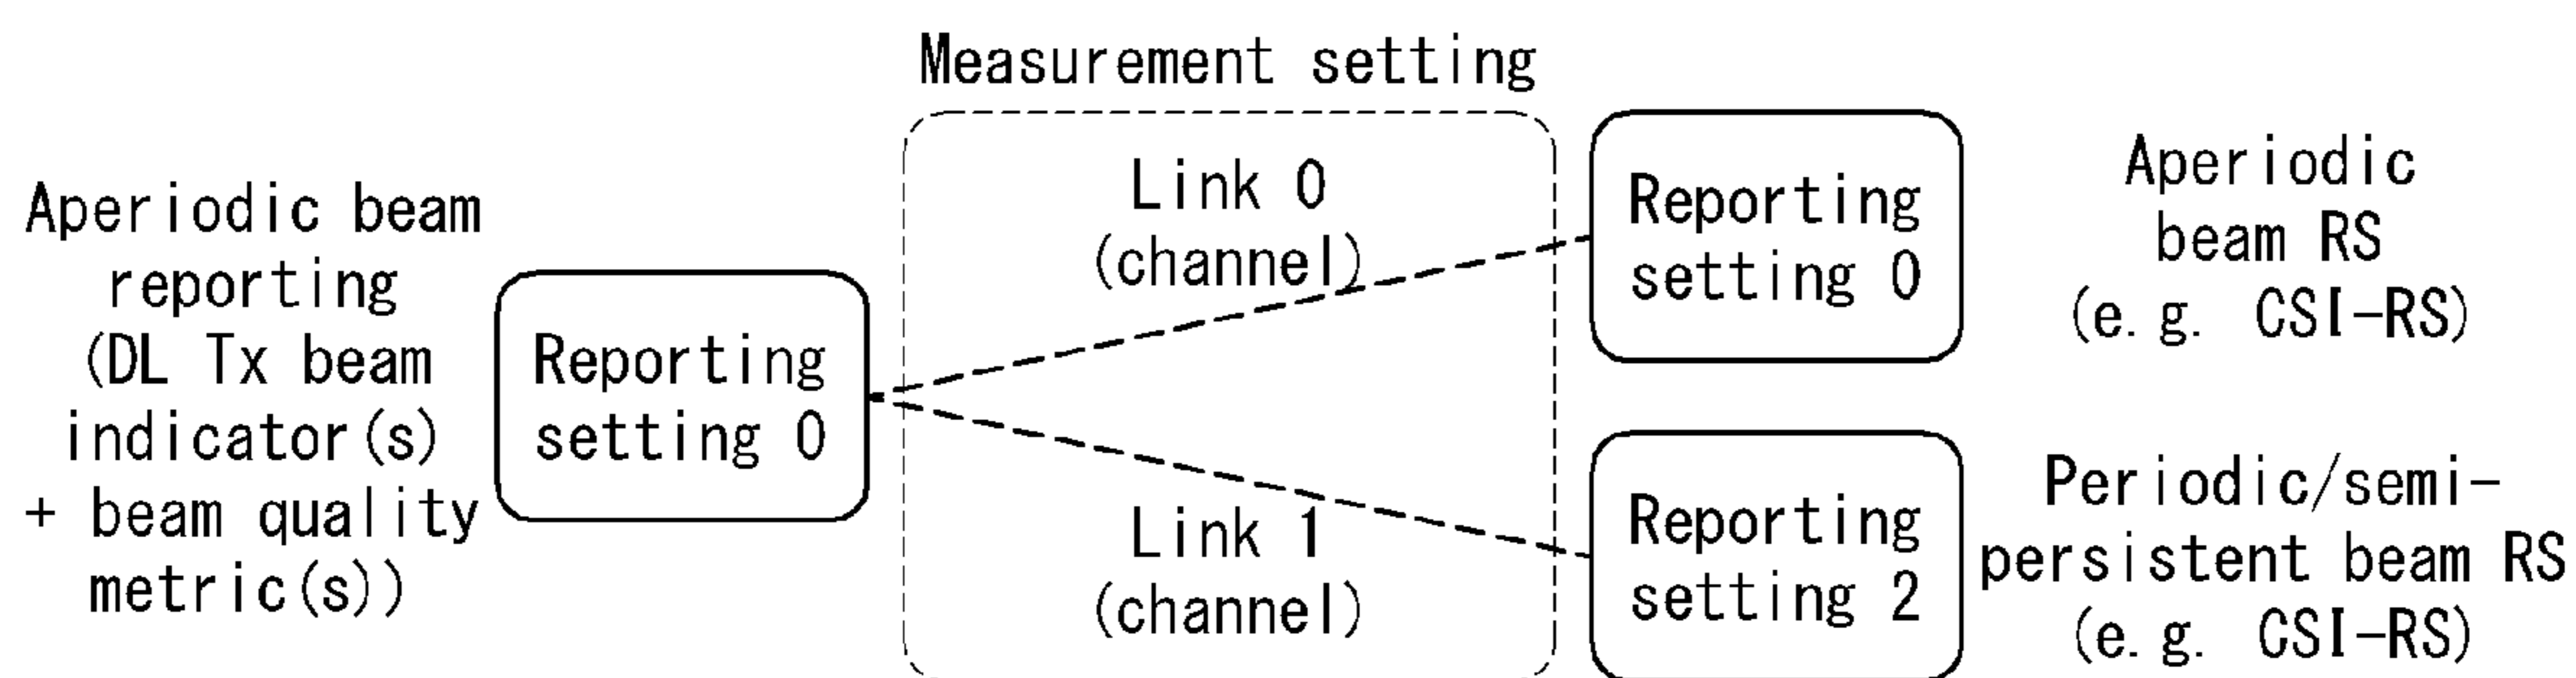 Measurement setting
Aperiodic beam
reporting
(DL Tx beam
indicator(s)
+ beam quality
metric(s))
Reporting
setting 0
Link 0
(channel)
Link 1
(channel)
Reporting
setting 0
Aperiodic
beam RS
(e.g. CSI-RS)
Reporting
setting 2
Periodic/semi-
persistent beam RS
(e.g. CSI-RS)